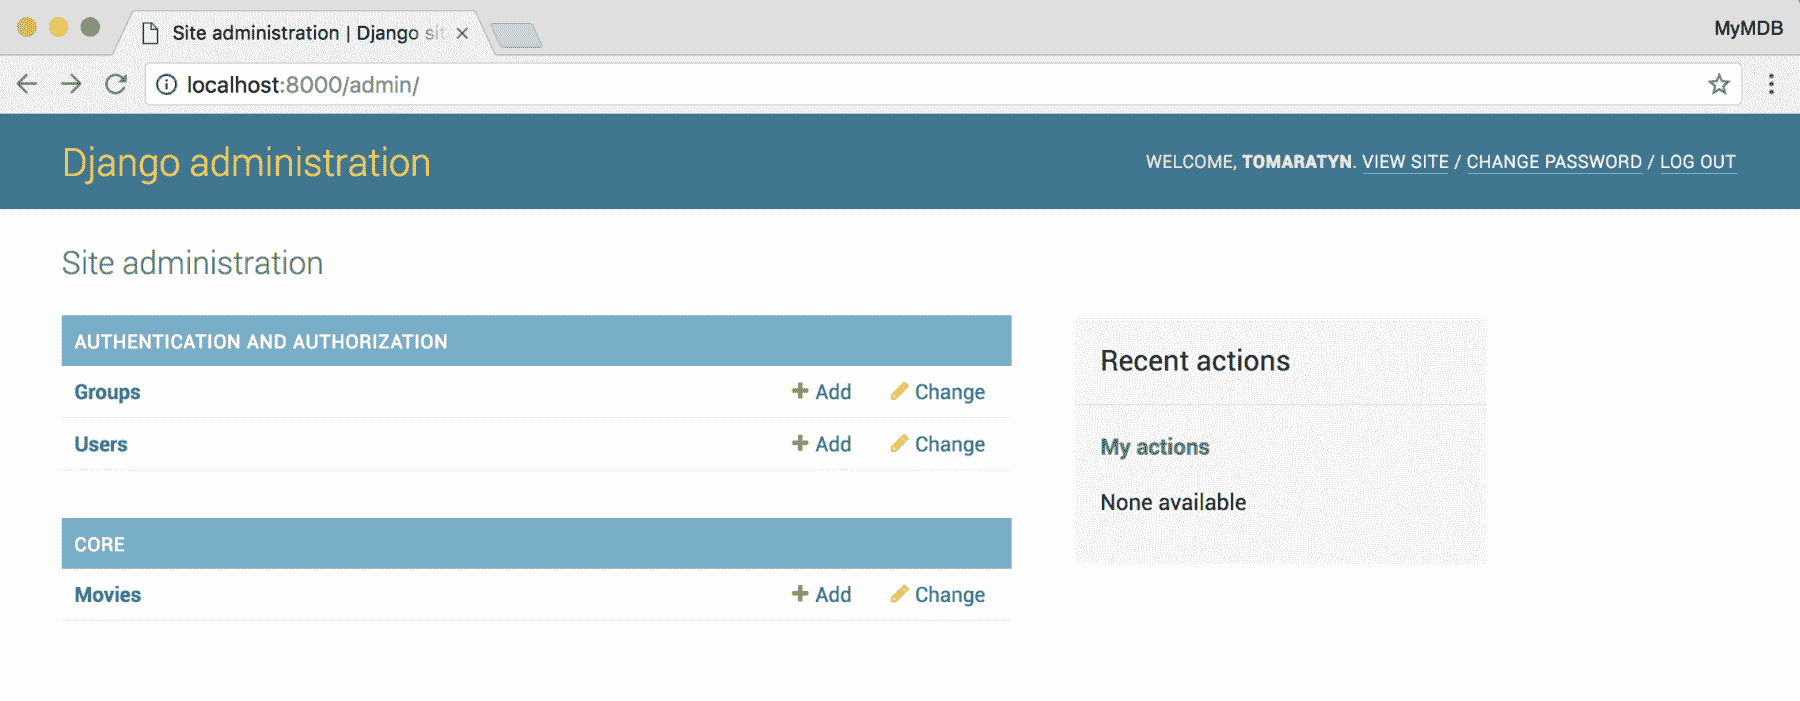 Site administration | Django sit
MyMDB
localhost:8000/admin/
Django administration
WELCOME, TOMARATYN. VIEW SITE / CHANGE PASSWORD / LOG OUT
Site administration
AUTHENTICATION AND AUTHORIZATION
Groups Add Change
Users Add Change
CORE
Movies Add Change
Recent actions
My actions
None available